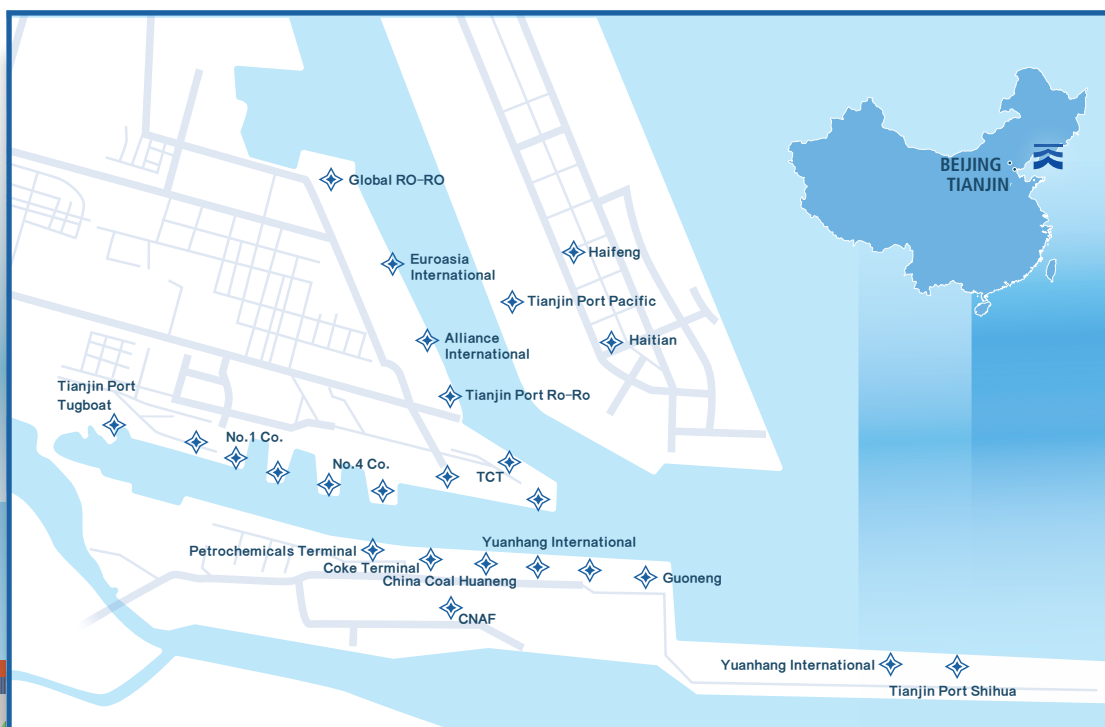 BEIJING
TIANJIN
Global RO-RO
Haifeng
Euroasia
International
Tianjin Port Pacific
Alliance
International
Haitian
Tianjin Port
Tugboat
Tianjin Port Ro-Ro
No.1 Co.
No.4 Co.
TCT
Yuanhang International
Petrochemicals Terminal
Coke Terminal
China Coal Huaneng
Guoneng
CNAF
Yuanhang International
Tianjin Port Shihua